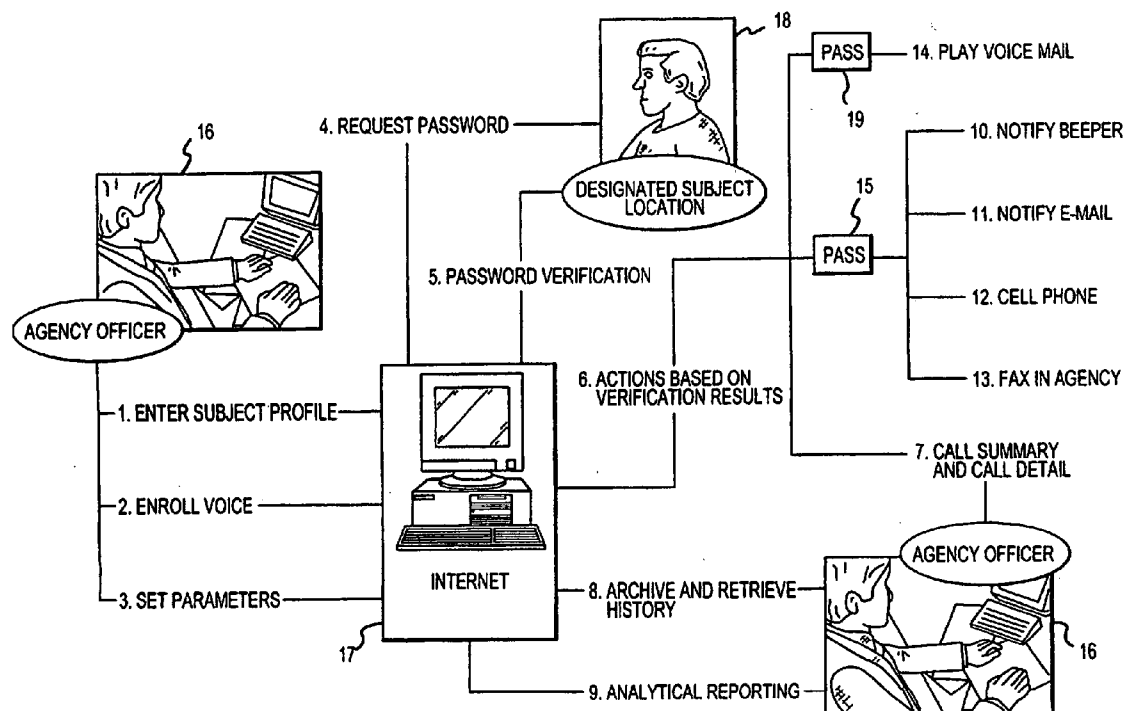 18
PASS
14. PLAY VOICE MAIL
19
4. REQUEST PASSWORD
16
10. NOTIFY BEEPER
DESIGNATED SUBJECT
LOCATION
15
11. NOTIFY E-MAIL
PASS
5. PASSWORD VERIFICATION
12. CELL PHONE
AGENCY OFFICER
6. ACTIONS BASED ON
VERIFICATION RESULTS
13. FAX IN AGENCY
1. ENTER SUBJECT PROFILE
7. CALL SUMMARY
AND CALL DETAIL
2. ENROLL VOICE
AGENCY OFFICER
INTERNET
3. SET PARAMETERS
8. ARCHIVE AND RETRIEVE
HISTORY
17
16
9. ANALYTICAL REPORTING